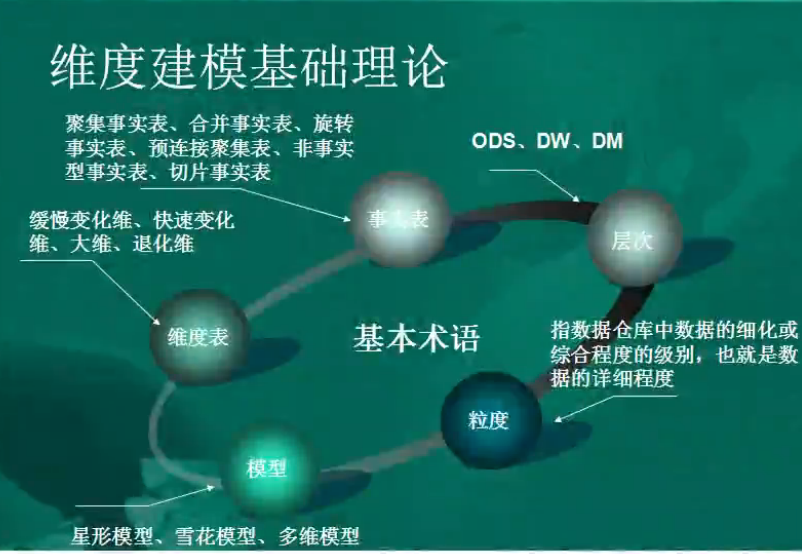 维度建模基础理论
聚集事实表、合并事实表、旋转
事实表、预连接聚集表、非事实
型事实表、切片事实表
ODS、DW、DM
缓慢变化维、快速变化
维、大维、退化维
事实表
层次
维度表
基本术语
指数据仓库中数据的细化或
综合程度的级别，也就是数
据的详细程度
粒度
模型
星形模型、雪花模型、多维模型